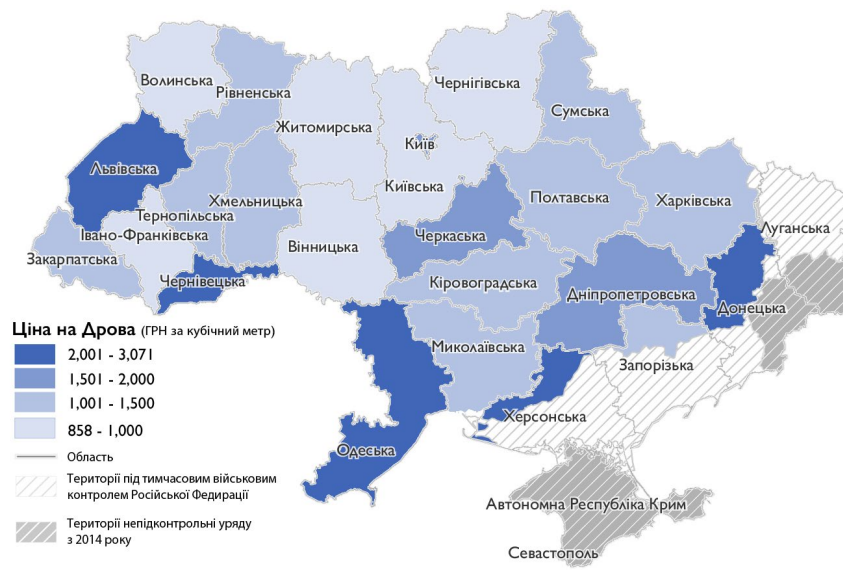 Волинська
Рівненська
Житомирська
Київ
Київська
Чернігівська
Сумська
Львівська
Тернопільська
Хмельницька
Івано-Франківська
Закарпатська
Чернівецька
Вінницька
Черкаська
Полтавська
Харківська
Луганська
Кіровоградська
Дніпропетровська
Донецька
Миколаївська
Запорізька
Херсонська
Одеська
Автономна Республіка Крим
Севастополь
Ціна на Дрова (ГРН за кубічний метр)
2,001 - 3,071
1,501 - 2,000
1,001 - 1,500
858 - 1,000
Область
Території під тимчасовим військовим
контролем Російської Федирації
Території непідконтрольні уряду
з 2014 року